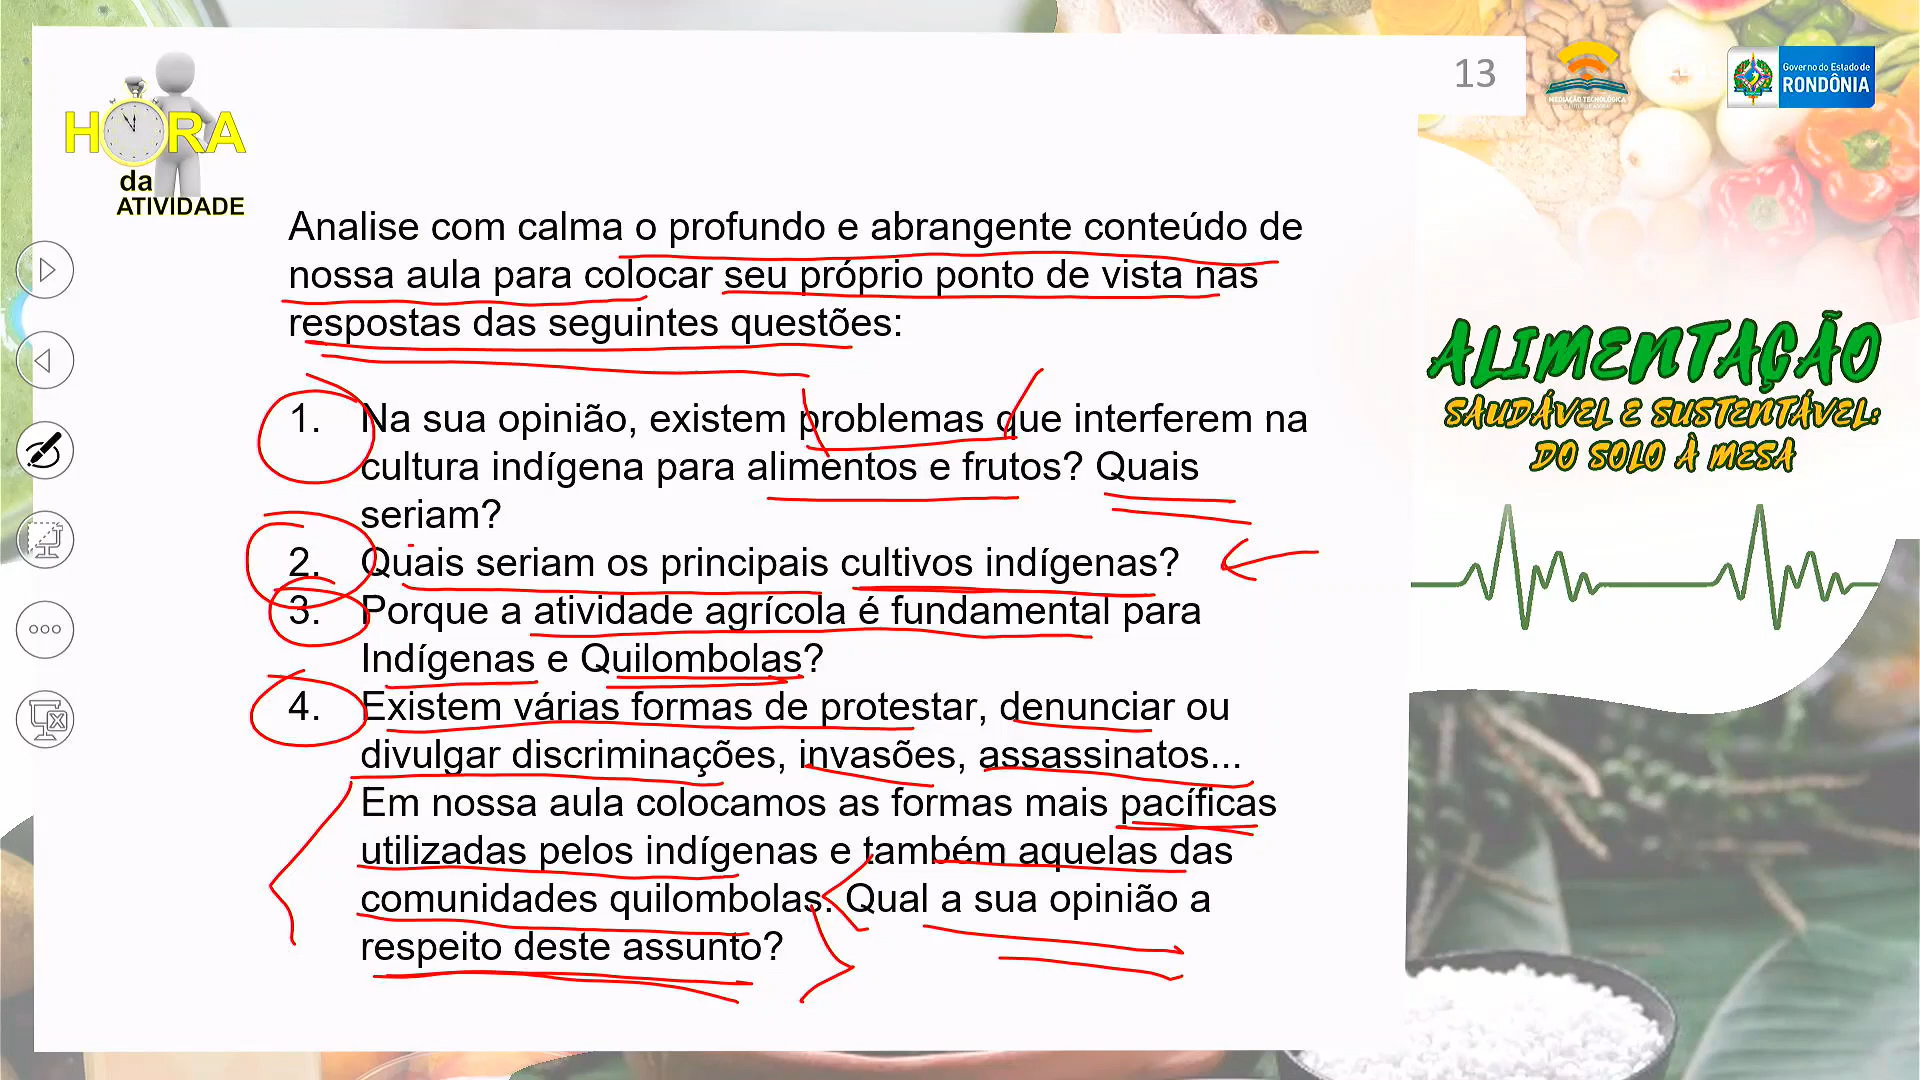 13
MEDIAÇÃO TECNOLÓGICA
Governo do Estado de
RONDÔNIA
HORA
da
ATIVIDADE
Analise com calma o profundo e abrangente conteúdo de
nossa aula para colocar seu próprio ponto de vista nas
respostas das seguintes questões:
1. Na sua opinião, existem problemas que interferem na
cultura indígena para alimentos e frutos? Quais
seriam?
2. Quais seriam os principais cultivos indígenas?
3. Porque a atividade agrícola é fundamental para
Indígenas e Quilombolas?
4. Existem várias formas de protestar, denunciar ou
divulgar discriminações, invasões, assassinatos...
Em nossa aula colocamos as formas mais pacíficas
utilizadas pelos indígenas e também aquelas das
comunidades quilombolas. Qual a sua opinião a
respeito deste assunto?
ALIMENTAÇÃO
SAUDÁVEL E SUSTENTÁVEL:
DO SOLO À MESA